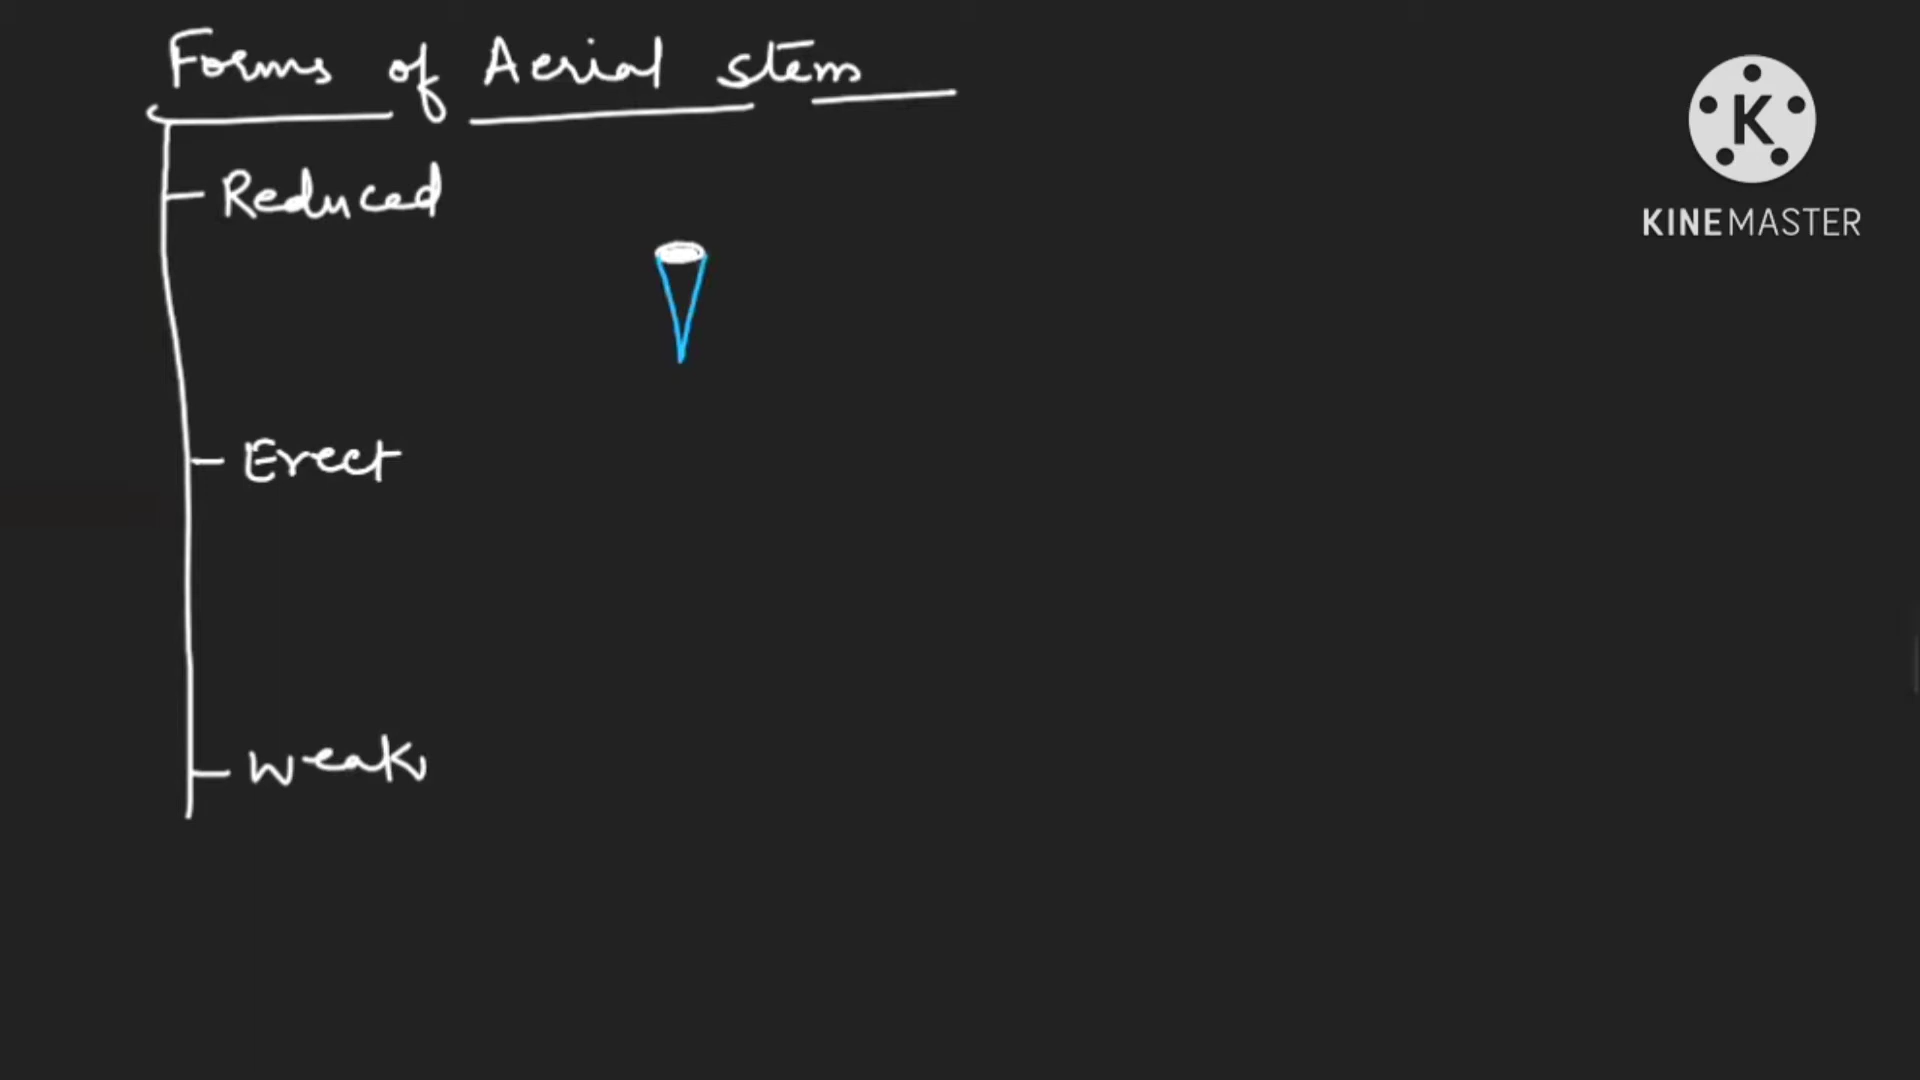 Forms of Aerial stem
K
KINEMASTER
Reduced
Erect
Weak